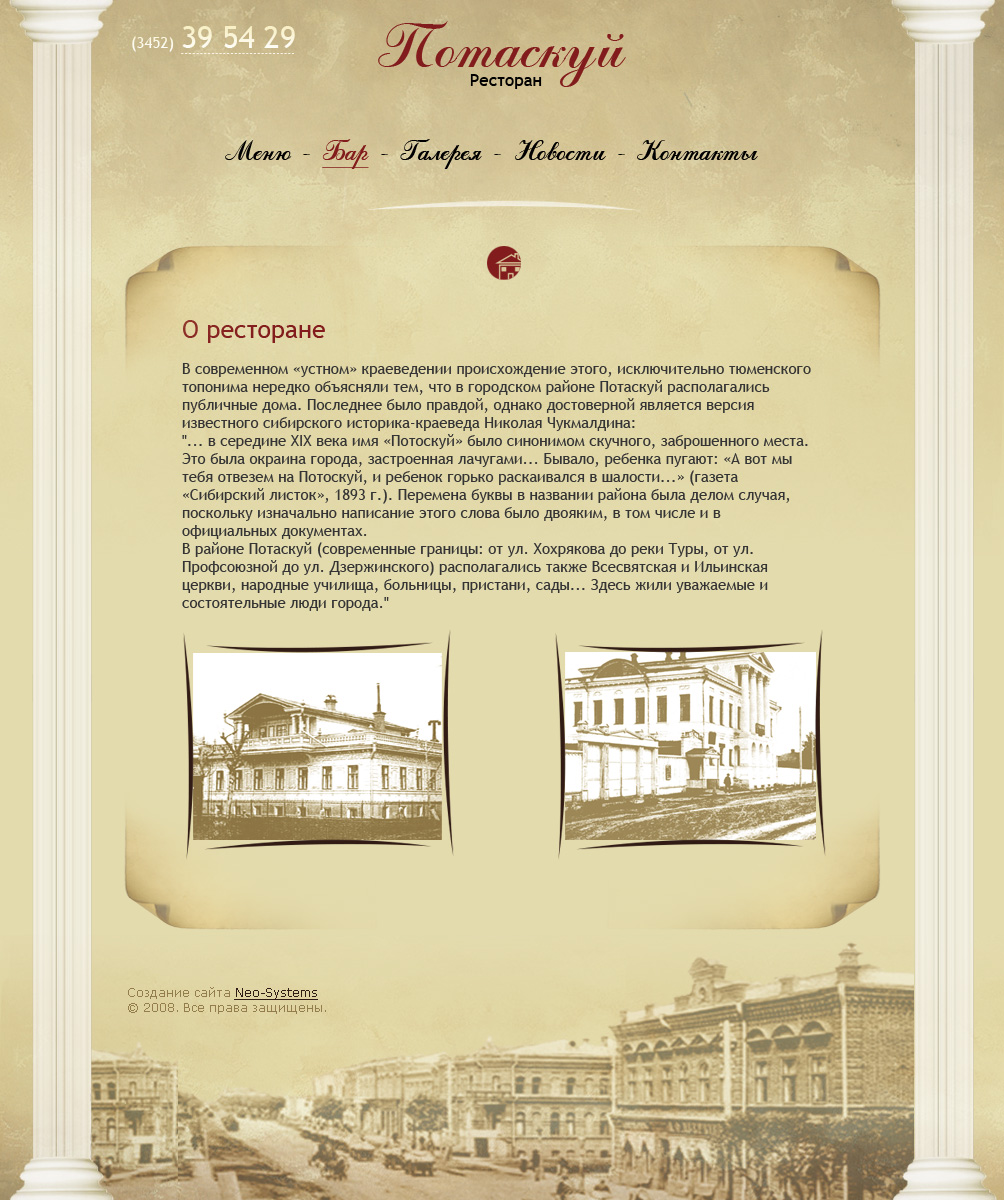 (3452) 39 54 29
Потаскуй
Ресторан
Меню - Бар - Галерея - Новости - Контакты
О ресторане
В современном «устном» краеведении происхождение этого, исключительно тюменского
топонима нередко объясняли тем, что в городском районе Потаскуй располагались
публичные дома. Последнее было правдой, однако достоверной является версия
известного сибирского историка-краеведа Николая Чукмалдина:
"... в середине XIX века имя «Потоскуй» было синонимом скучного, заброшенного места.
Это была окраина города, застроенная лачугами... Бывало, ребенка пугают: «А вот мы
тебя отвезем на Потоскуй, и ребенок горько раскаивался в шалости...» (газета
«Сибирский листок», 1893 г.). Перемена буквы в названии района была делом случая,
поскольку изначально написание этого слова было двояким, в том числе и в
официальных документах.
В районе Потаскуй (современные границы: от ул. Хохрякова до реки Туры, от ул.
Профсоюзной до ул. Дзержинского) располагались также Всесвятская и Ильинская
церкви, народные училища, больницы, пристани, сады... Здесь жили уважаемые и
состоятельные люди города."
Создание сайта Neo-Systems
© 2008. Все права защищены.